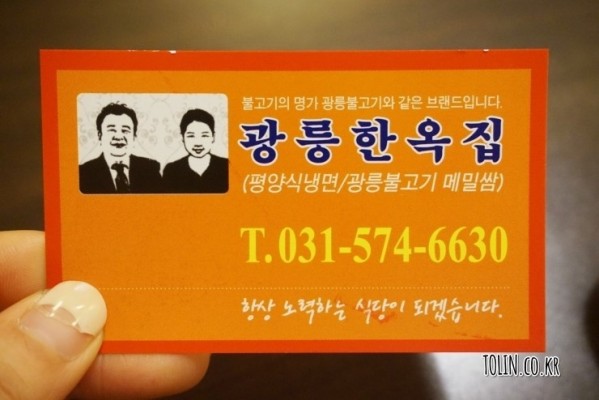 불고기의 명가 광릉불고기와 같은 브랜드입니다.
광릉한옥집
(평양식냉면/광릉불고기 메밀쌈)
T. 031-574-6630
항상 노력하는 식당이 되겠습니다.
TOLIN.CO.KR